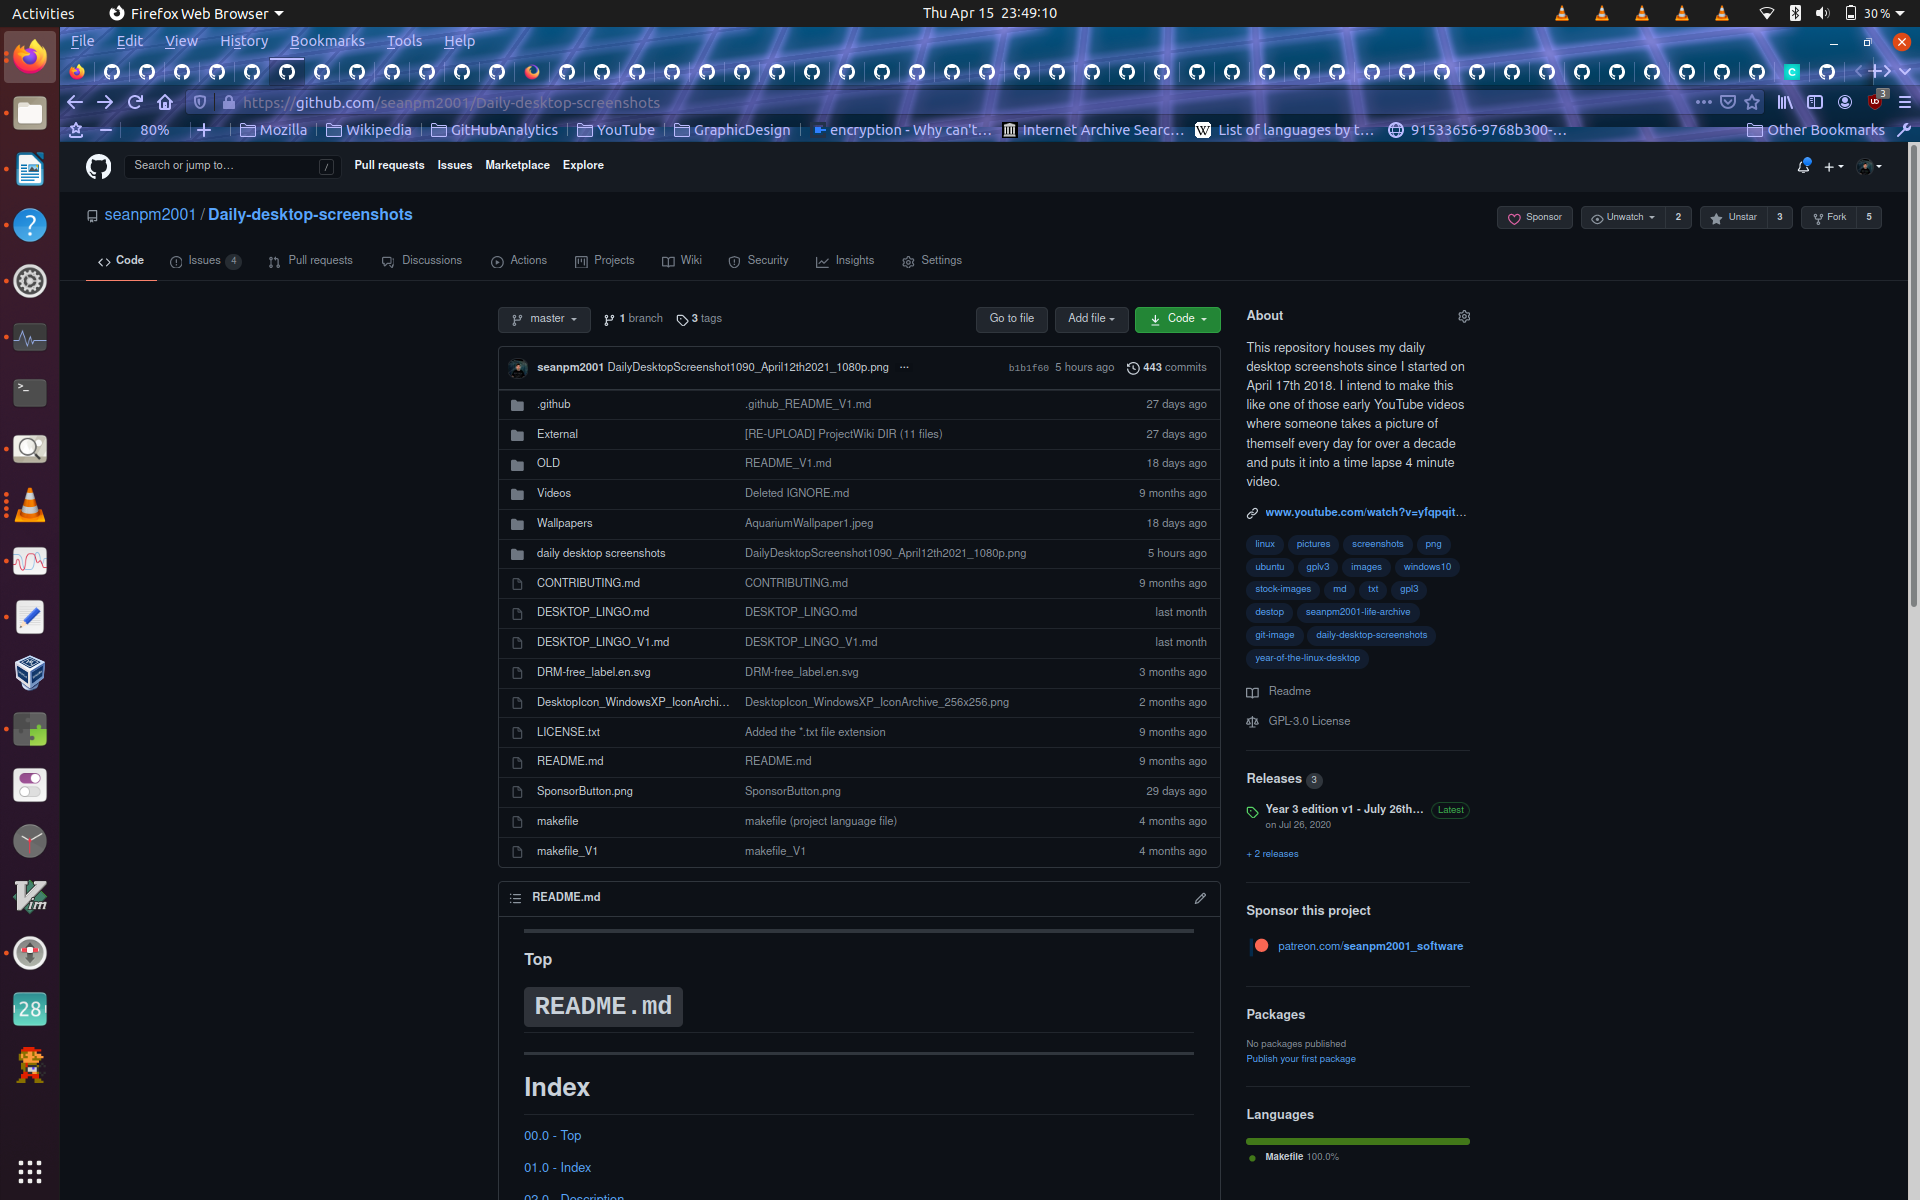 Activities
Firefox Web Browser
Thu Apr 15 23:49:10
30 %
File Edit View History Bookmarks Tools Help
https://github.com/seanpm2001/Daily-desktop-screenshots
3
80%
Mozilla
Wikipedia
GitHubAnalytics
YouTube
GraphicDesign
encryption - Why can't…
Internet Archive Searc…
List of languages by t…
91533656-9768b300-…
Other Bookmarks
Search or jump to… /
Pull requests Issues Marketplace Explore
seanpm2001 / Daily-desktop-screenshots
Sponsor
Unwatch 2
Unstar 3
Fork 5
Code
Issues 4
Pull requests
Discussions
Actions
Projects
Wiki
Security
Insights
Settings
master
1 branch
3 tags
Go to file
Add file
Code
seanpm2001 DailyDesktopScreenshot1090_April12th2021_1080p.png ··· b1b1f60 5 hours ago 443 commits
.github .github_README_V1.md 27 days ago
External [RE-UPLOAD] ProjectWiki DIR (11 files) 27 days ago
OLD README_V1.md 18 days ago
Videos Deleted IGNORE.md 9 months ago
Wallpapers AquariumWallpaper1.jpeg 18 days ago
daily desktop screenshots DailyDesktopScreenshot1090_April12th2021_1080p.png 5 hours ago
CONTRIBUTING.md CONTRIBUTING.md 9 months ago
DESKTOP_LINGO.md DESKTOP_LINGO.md last month
DESKTOP_LINGO_V1.md DESKTOP_LINGO_V1.md last month
DRM-free_label.en.svg DRM-free_label.en.svg 3 months ago
DesktopIcon_WindowsXP_IconArchi… DesktopIcon_WindowsXP_IconArchive_256x256.png 2 months ago
LICENSE.txt Added the *.txt file extension 9 months ago
README.md README.md 9 months ago
SponsorButton.png SponsorButton.png 29 days ago
makefile makefile (project language file) 4 months ago
makefile_V1 makefile_V1 4 months ago
README.md
Top
README.md
Index
00.0 - Top
01.0 - Index
02.0 - Description
About
This repository houses my daily
desktop screenshots since I started on
April 17th 2018. I intend to make this
like one of those early YouTube videos
where someone takes a picture of
themself every day for over a decade
and puts it into a time lapse 4 minute
video.
www.youtube.com/watch?v=yfqpqit…
linux pictures screenshots png
ubuntu gplv3 images windows10
stock-images md txt gpl3
destop seanpm2001-life-archive
git-image daily-desktop-screenshots
year-of-the-linux-desktop
Readme
GPL-3.0 License
Releases 3
Year 3 edition v1 - July 26th… Latest
on Jul 26, 2020
+ 2 releases
Sponsor this project
patreon.com/seanpm2001_software
Packages
No packages published
Publish your first package
Languages
Makefile 100.0%
28